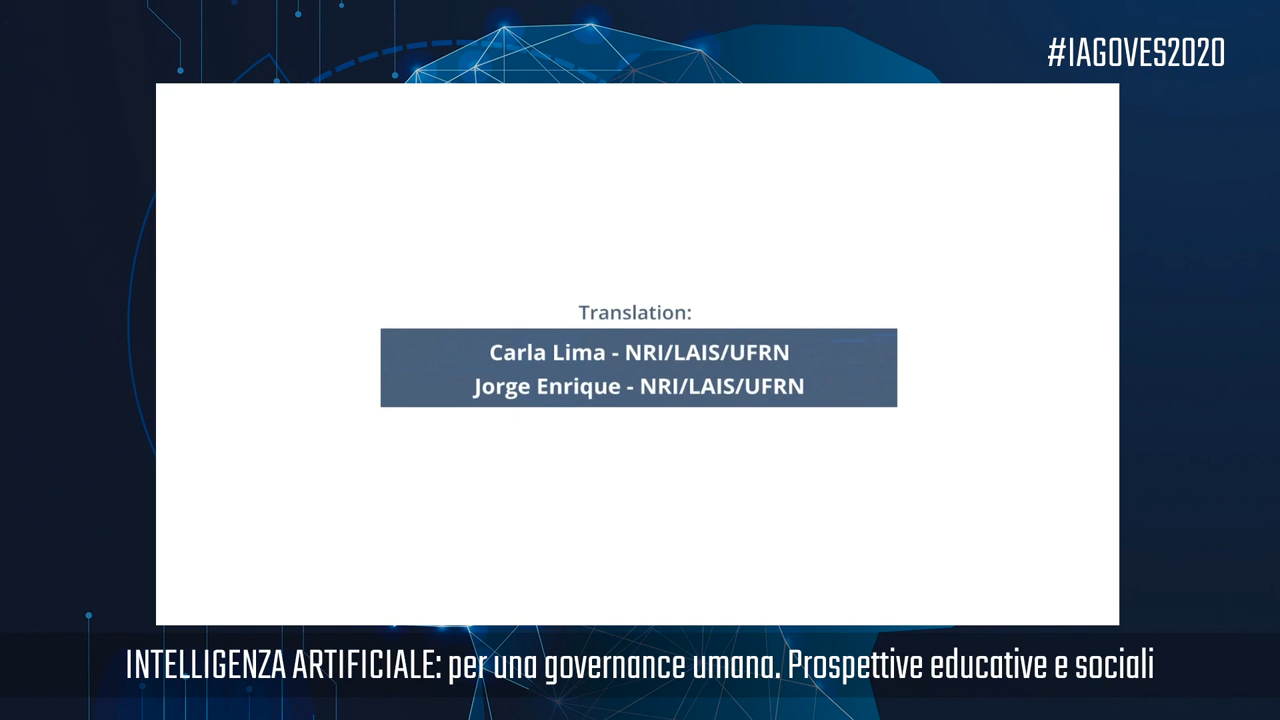 #IAGOVES2020
Translation:
Carla Lima - NRI/LAIS/UFRN
Jorge Enrique - NRI/LAIS/UFRN
INTELLIGENZA ARTIFICIALE: per una governance umana. Prospettive educative e sociali